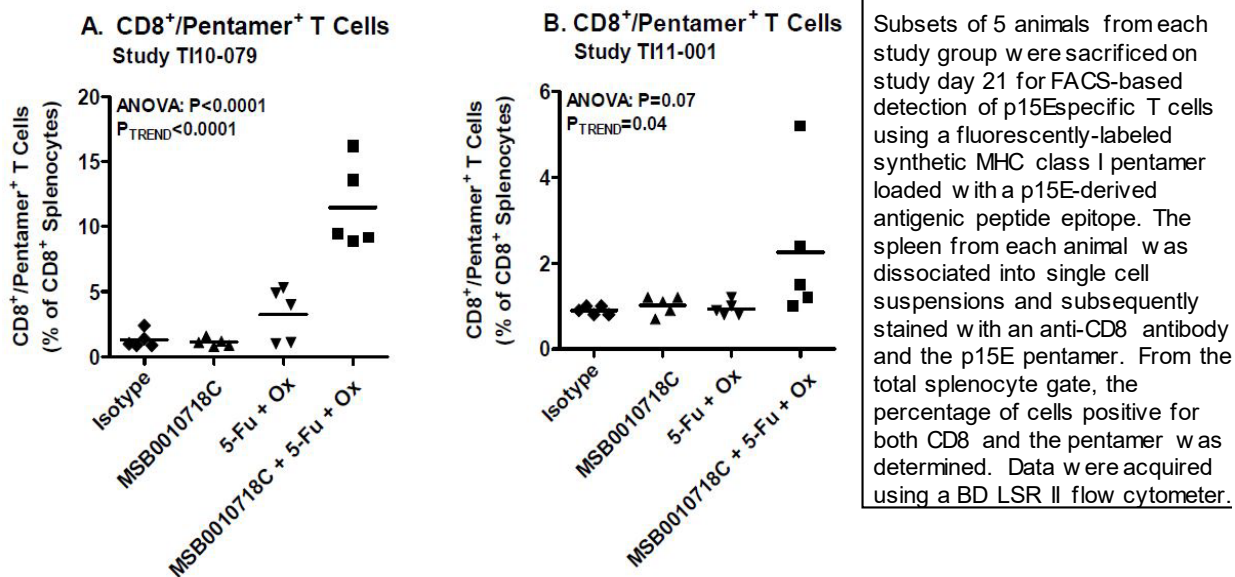 A. CD8+/Pentamer+ T Cells
Study TI10-079
CD8+/Pentamer+ T Cells
(% of CD8+ Splenocytes)
20
15
10
5
0
ANOVA: P<0.0001
PTREND<0.0001
Isotype
MSB0010718C
5-Fu + Ox
MSB0010718C + 5-Fu + Ox
B. CD8+/Pentamer+ T Cells
Study TI11-001
CD8+/Pentamer+ T Cells
(% of CD8+ Splenocytes)
6
4
2
0
ANOVA: P=0.07
PTREND=0.04
Isotype
MSB0010718C
5-Fu + Ox
MSB0010718C + 5-Fu + Ox
Subsets of 5 animals from each
study group were sacrificed on
study day 21 for FACS-based
detection of p15Especific T cells
using a fluorescently-labeled
synthetic MHC class I pentamer
loaded with a p15E-derived
antigenic peptide epitope. The
spleen from each animal was
dissociated into single cell
suspensions and subsequently
stained with an anti-CD8 antibody
and the p15E pentamer. From the
total splenocyte gate, the
percentage of cells positive for
both CD8 and the pentamer was
determined. Data were acquired
using a BD LSR II flow cytometer.